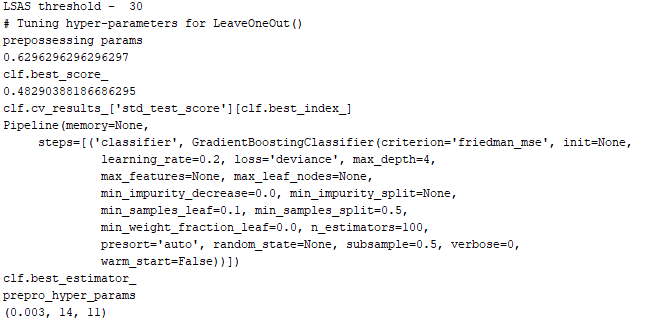 LSAS threshold -  30
# Tuning hyper-parameters for LeaveOneOut()
prepossessing params
0.6296296296296297
clf.best_score_
0.48290388186686295
clf.cv_results_['std_test_score'][clf.best_index_]
Pipeline(memory=None,
     steps=[('classifier', GradientBoostingClassifier(criterion='friedman_mse', init=None,
              learning_rate=0.2, loss='deviance', max_depth=4,
              max_features=None, max_leaf_nodes=None,
              min_impurity_decrease=0.0, min_impurity_split=None,
              min_samples_leaf=0.1, min_samples_split=0.5,
              min_weight_fraction_leaf=0.0, n_estimators=100,
              presort='auto', random_state=None, subsample=0.5, verbose=0,
              warm_start=False))])
clf.best_estimator_
prepro_hyper_params
(0.003, 14, 11)